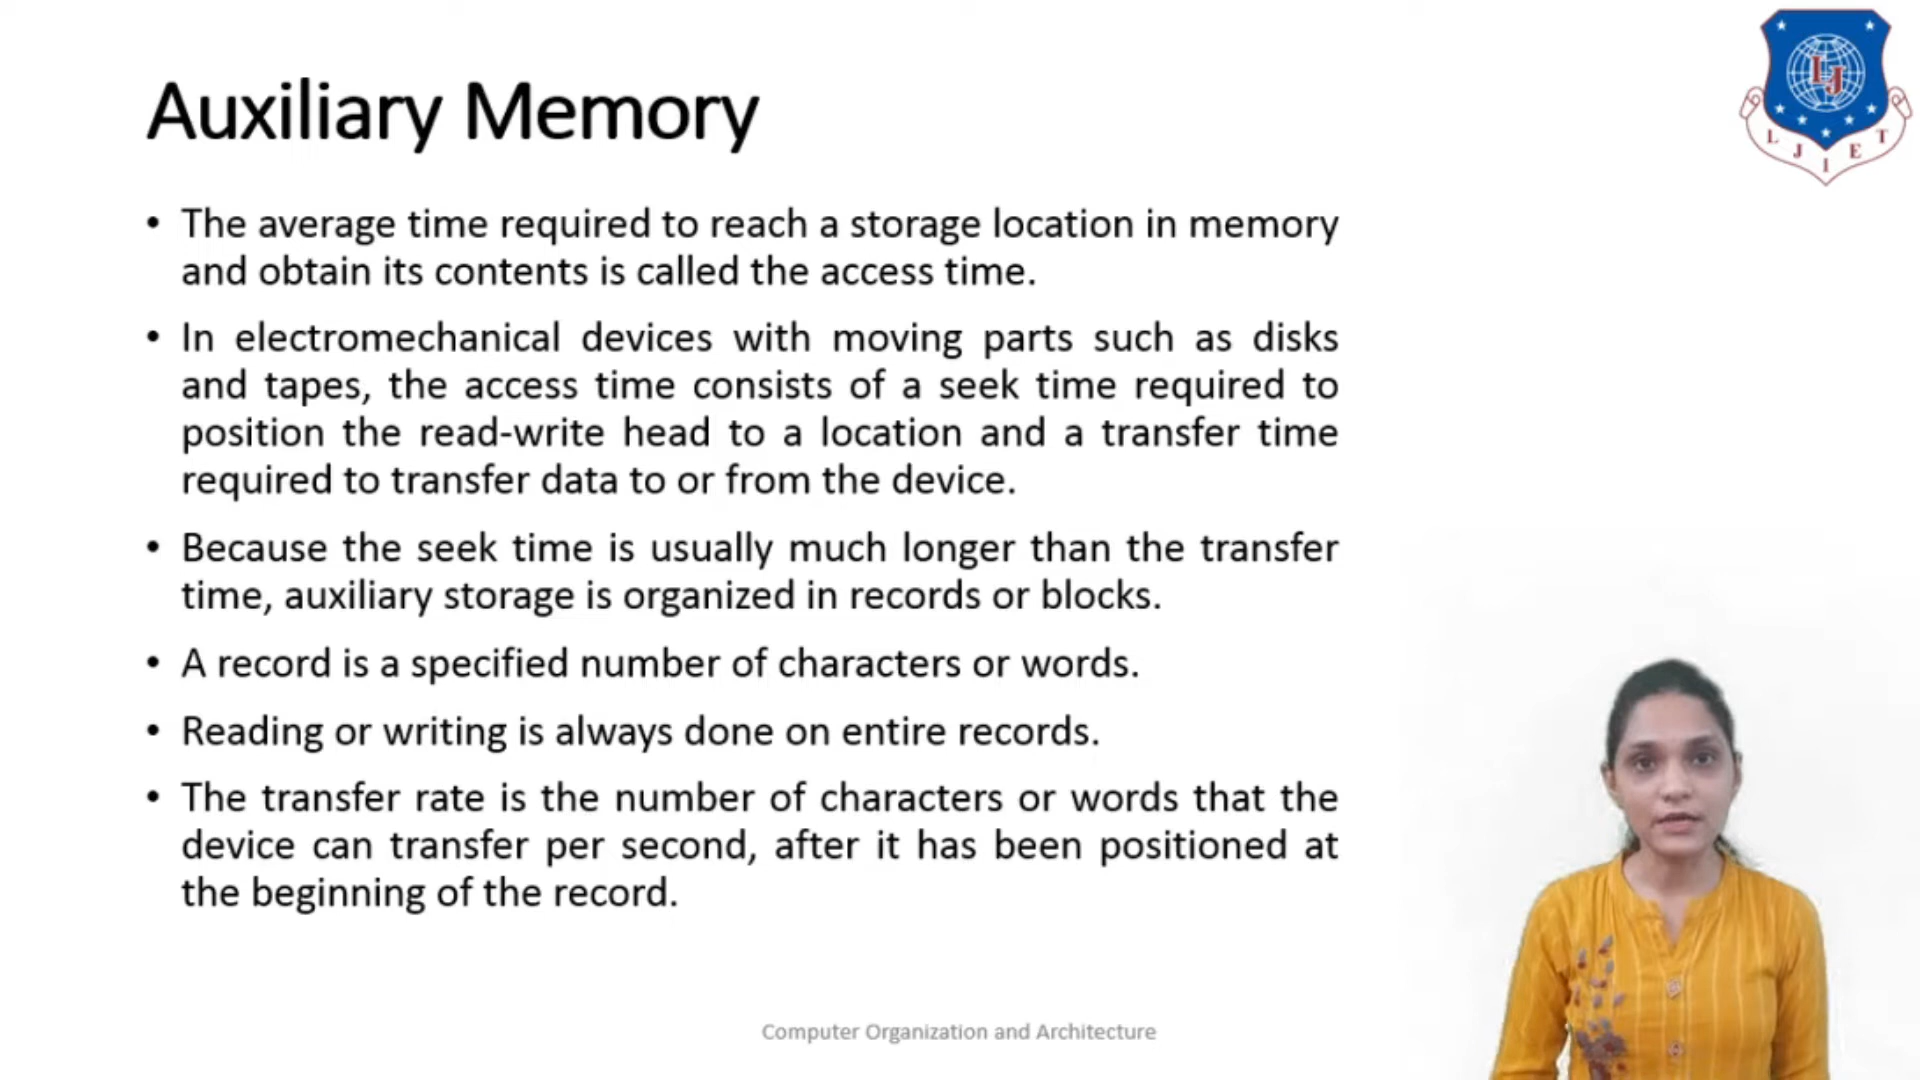 Auxiliary Memory
• The average time required to reach a storage location in memory
and obtain its contents is called the access time.
• In electromechanical devices with moving parts such as disks
and tapes, the access time consists of a seek time required to
position the read-write head to a location and a transfer time
required to transfer data to or from the device.
• Because the seek time is usually much longer than the transfer
time, auxiliary storage is organized in records or blocks.
• A record is a specified number of characters or words.
• Reading or writing is always done on entire records.
• The transfer rate is the number of characters or words that the
device can transfer per second, after it has been positioned at
the beginning of the record.
Computer Organization and Architecture
LJ
L J I E T